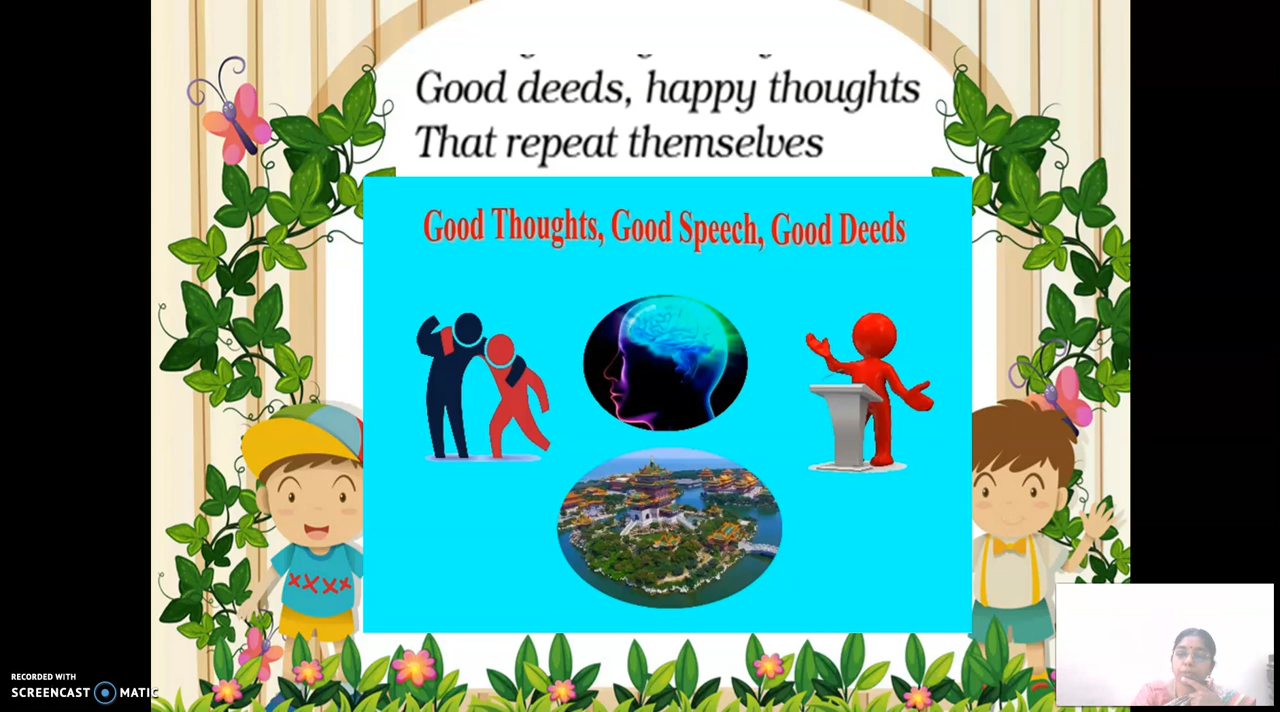 Good deeds, happy thoughts
That repeat themselves
Good Thoughts, Good Speech, Good Deeds
RECORDED WITH
SCREENCAST MATIC